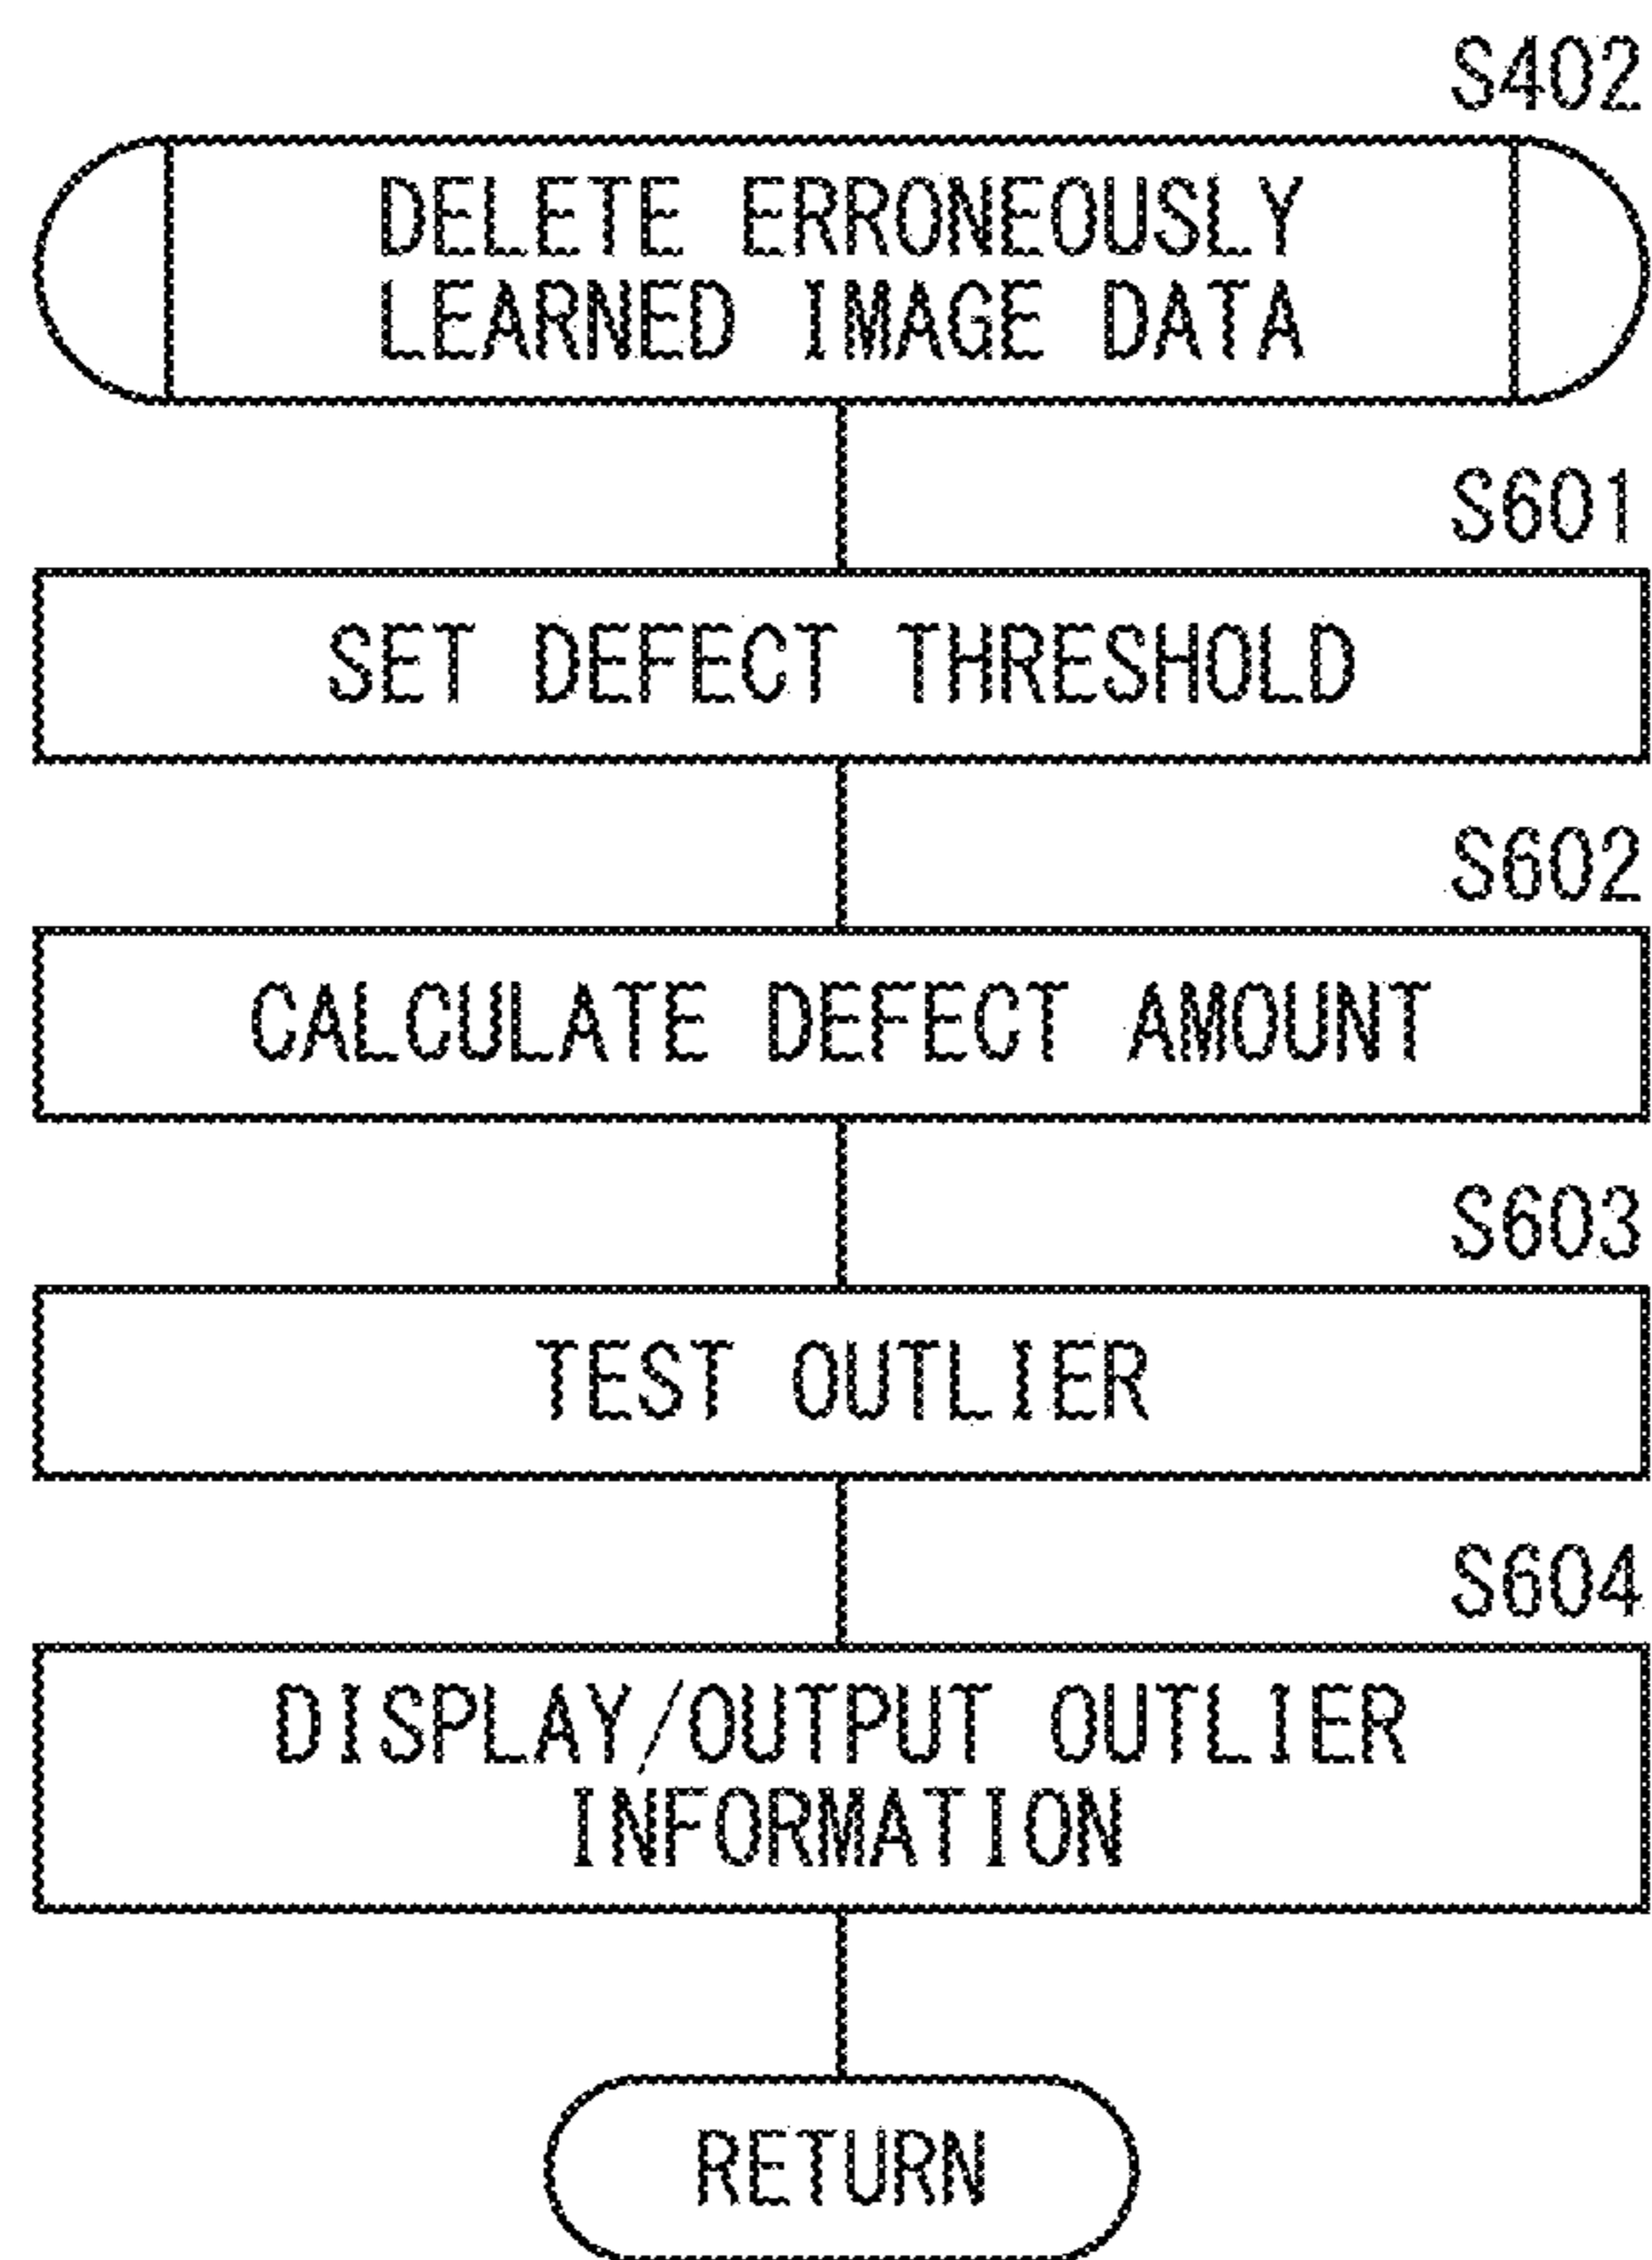 S402
DELETE ERRONEOUSLY
LEARNED IMAGE DATA
S601
SET DEFECT THRESHOLD
S602
CALCULATE DEFECT AMOUNT
S603
TEST OUTLIER
S604
DISPLAY/OUTPUT OUTLIER
INFORMATION
RETURN